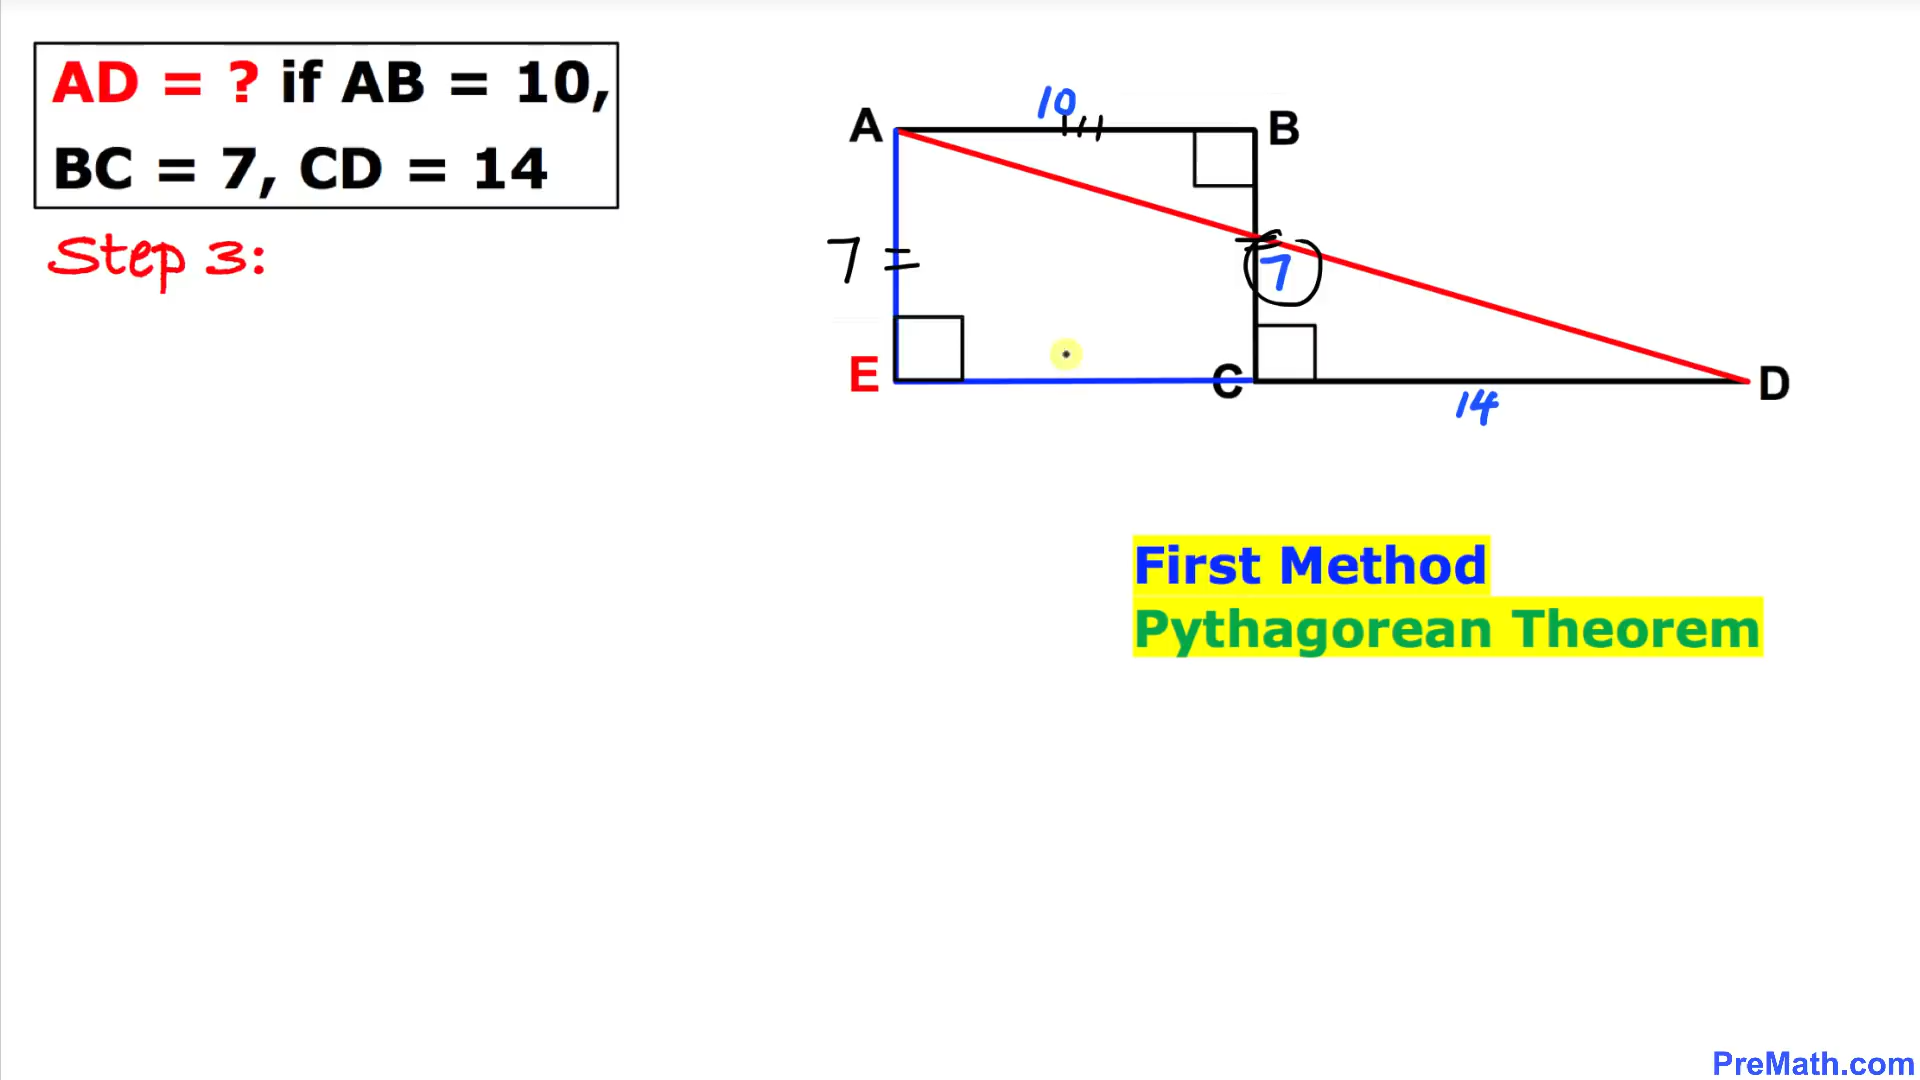 AD = ? if AB = 10,
BC = 7, CD = 14
Step 3:
10
A
B
7
7
E
C
D
14
First Method
Pythagorean Theorem
PreMath.com